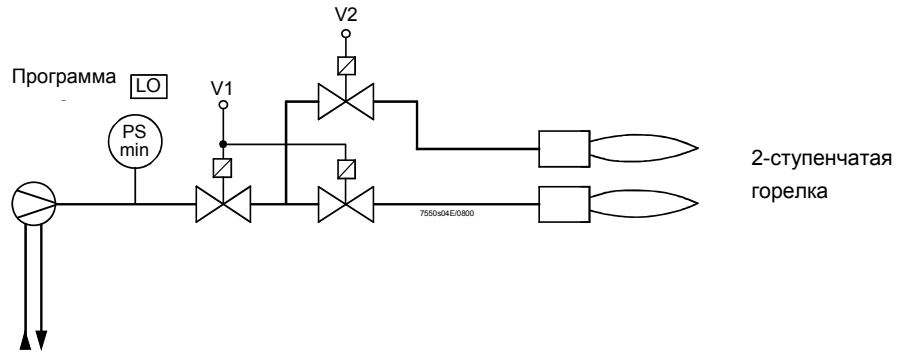 V2
Программа LO
V1
PS
min
2-ступенчатая
горелка
7550s04E/0800